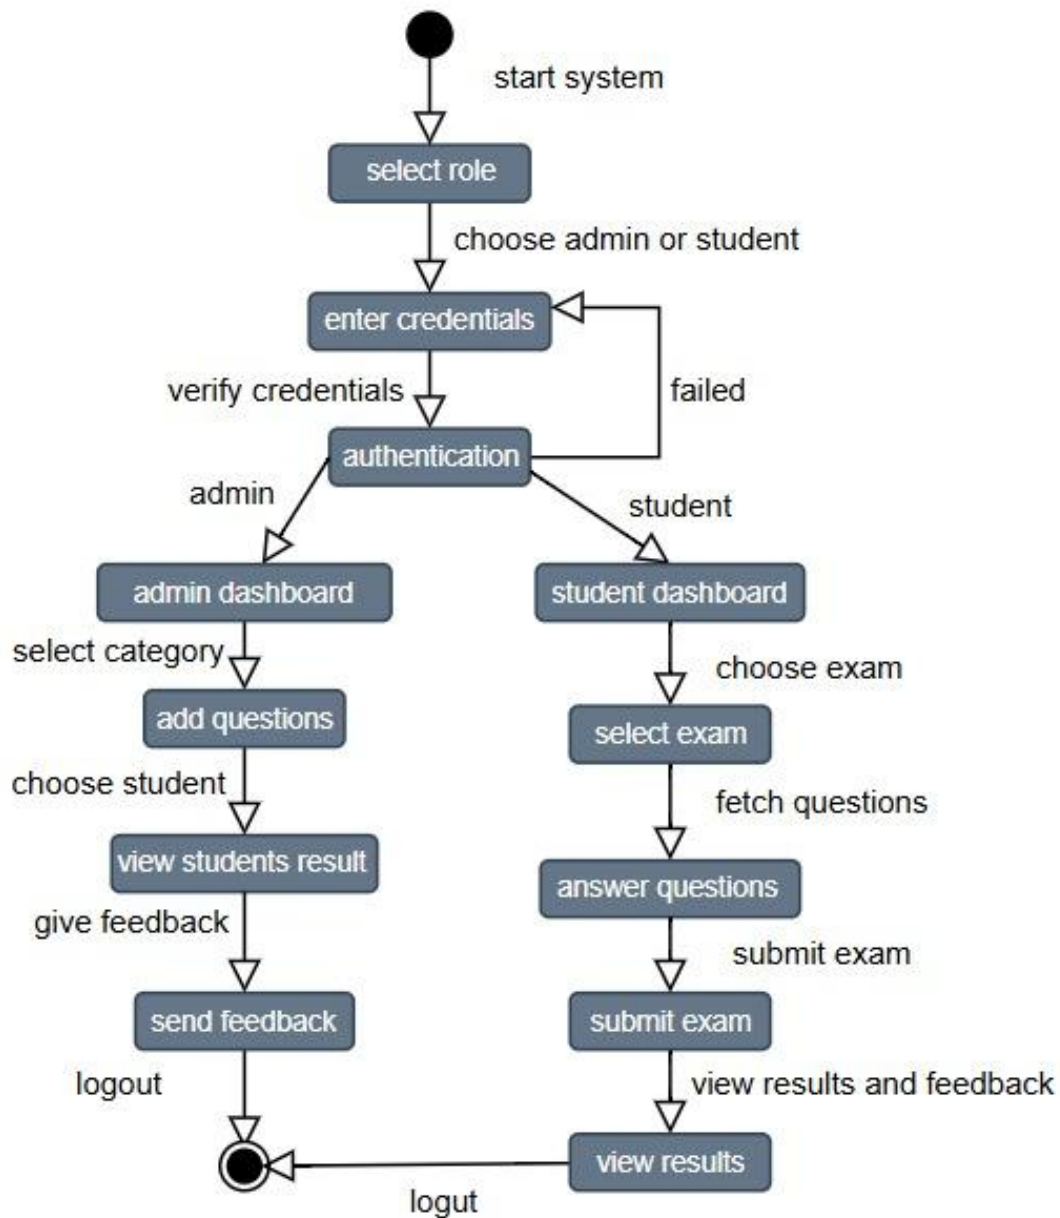 start system
select role
choose admin or student
enter credentials
verify credentials
failed
authentication
admin
student
admin dashboard
student dashboard
select category
choose exam
add questions
select exam
choose student
fetch questions
view students result
answer questions
give feedback
submit exam
send feedback
submit exam
logout
view results and feedback
view results
logut